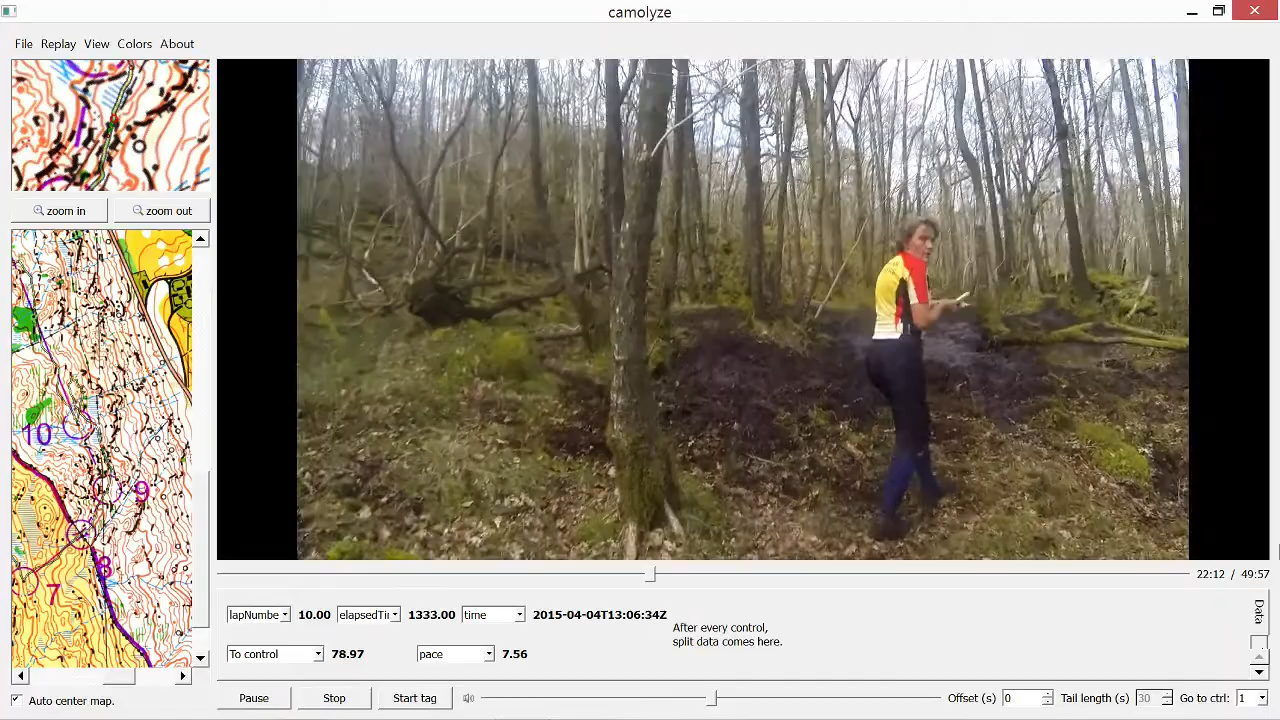 camolyze
File Replay View Colors About
zoom in zoom out
10
9
8
7
22:12 / 49:57
lapNumbe 10.00 elapsedTi 1333.00 time 2015-04-04T13:06:34Z
After every control,
split data comes here.
To control 78.97 pace 7.56
Data
Auto center map.
Pause Stop Start tag Offset (s) 0 Tail length (s) 30 Go to ctrl: 1